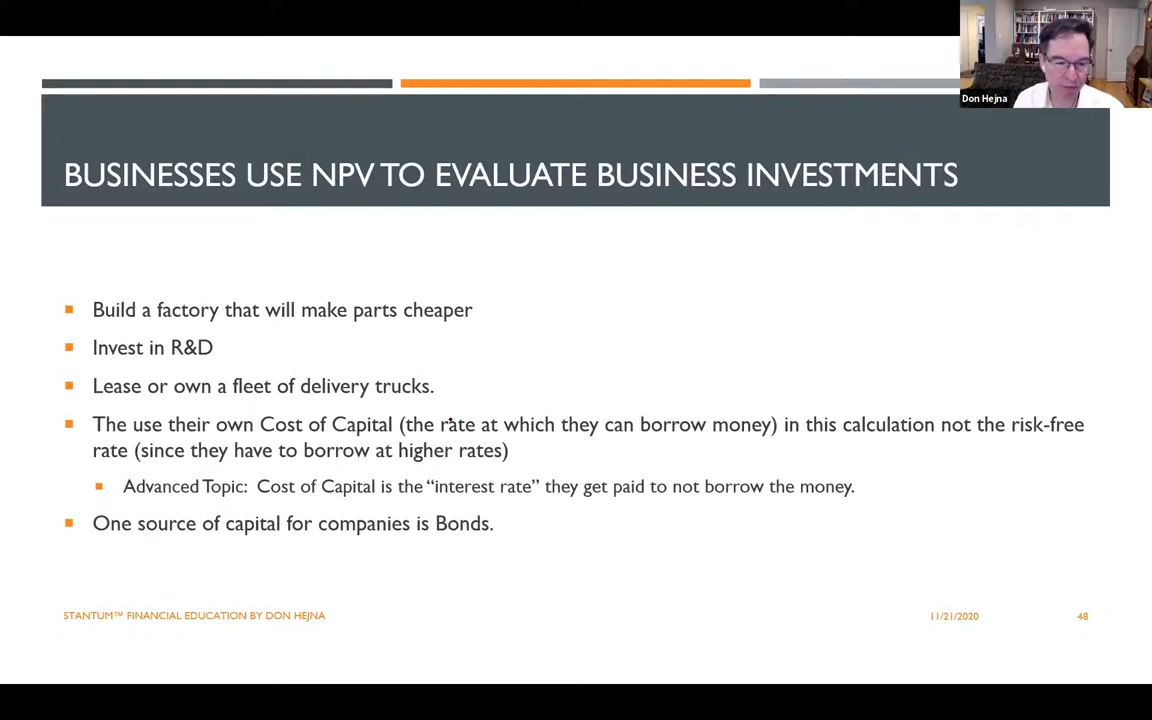 Don Hejna
BUSINESSES USE NPV TO EVALUATE BUSINESS INVESTMENTS
Build a factory that will make parts cheaper
Invest in R&D
Lease or own a fleet of delivery trucks.
The use their own Cost of Capital (the rate at which they can borrow money) in this calculation not the risk-free
rate (since they have to borrow at higher rates)
Advanced Topic: Cost of Capital is the “interest rate” they get paid to not borrow the money.
One source of capital for companies is Bonds.
STANTUM™ FINANCIAL EDUCATION BY DON HEJNA
11/21/2020
48